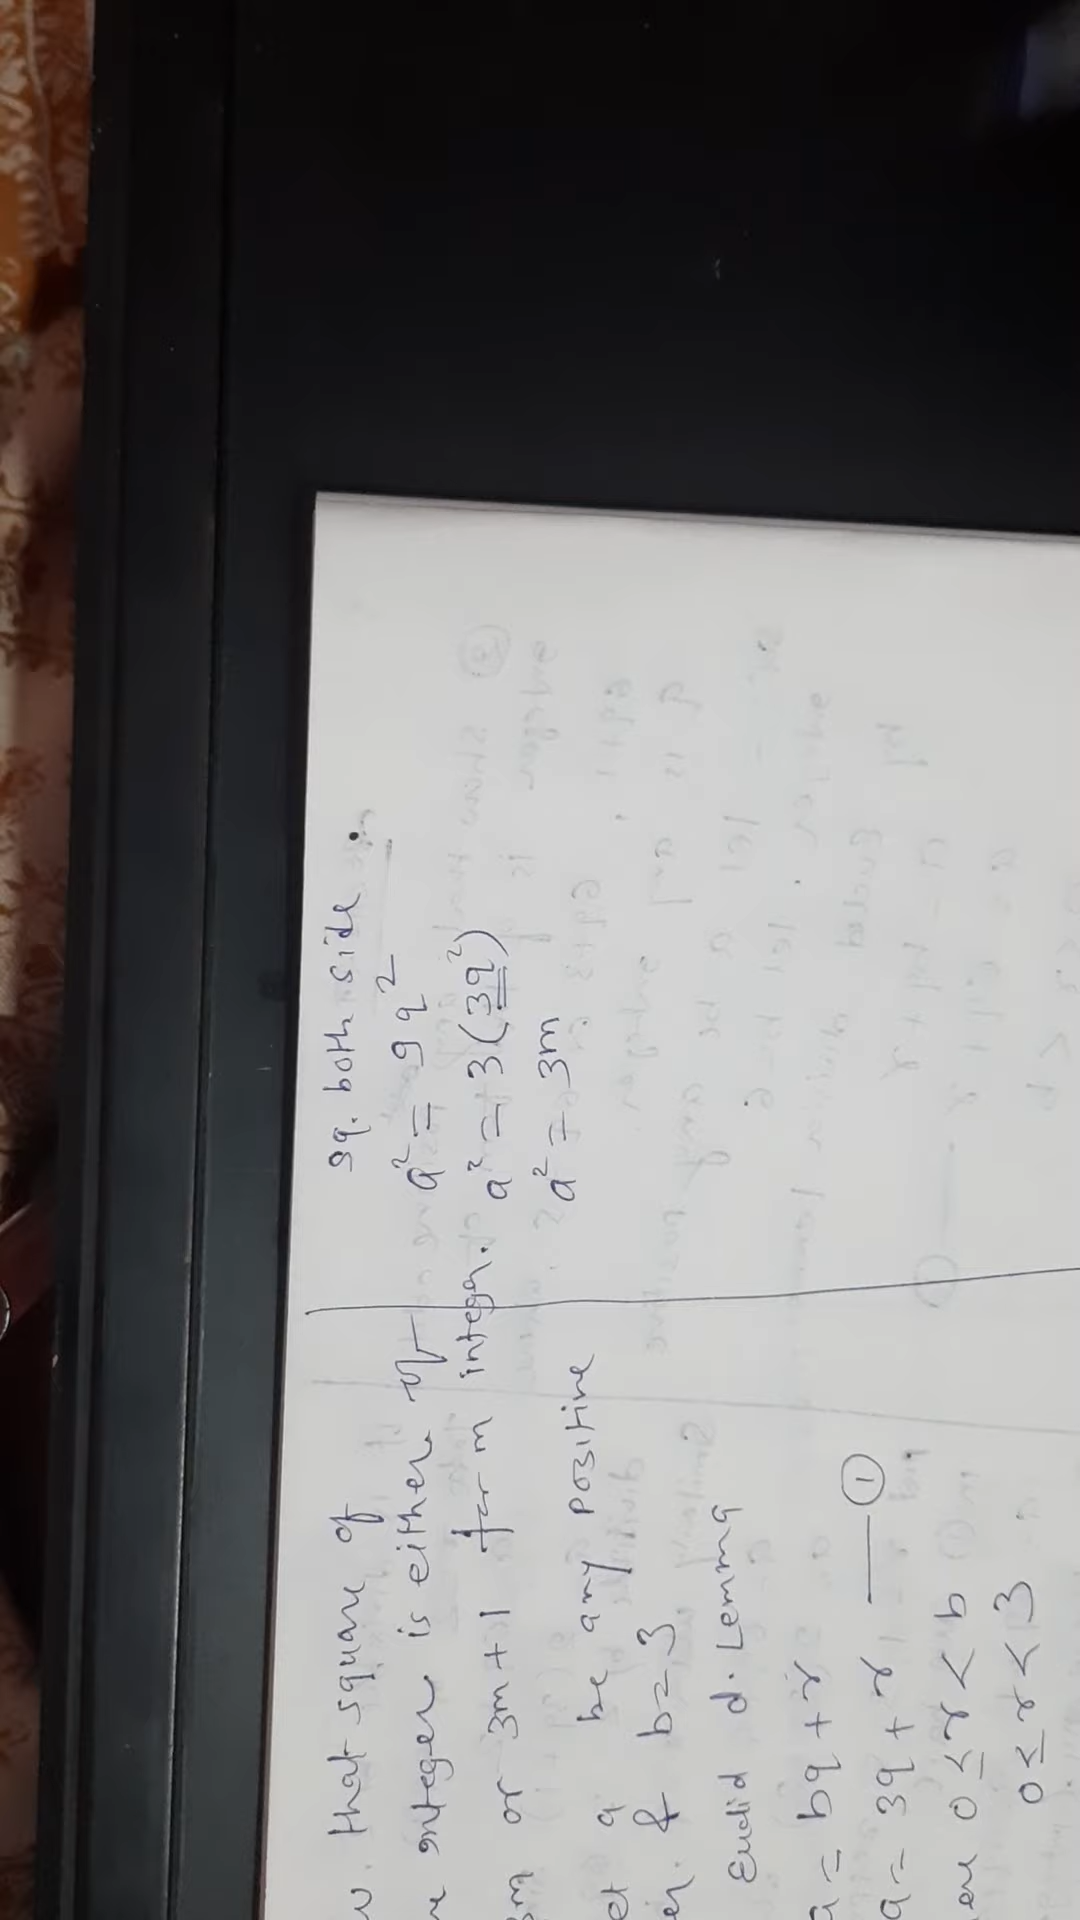 that square of
integer is either of
or 3m + 1 for m integer.
a be any positive
& b = 3
Euclid d. Lemma
a = bq + r
a = 3q + r —— ①
0 ≤ r < b
0 ≤ r < 3
sq. both side.
a² = 9q²
a² = 3(3q²)
a² = 3m